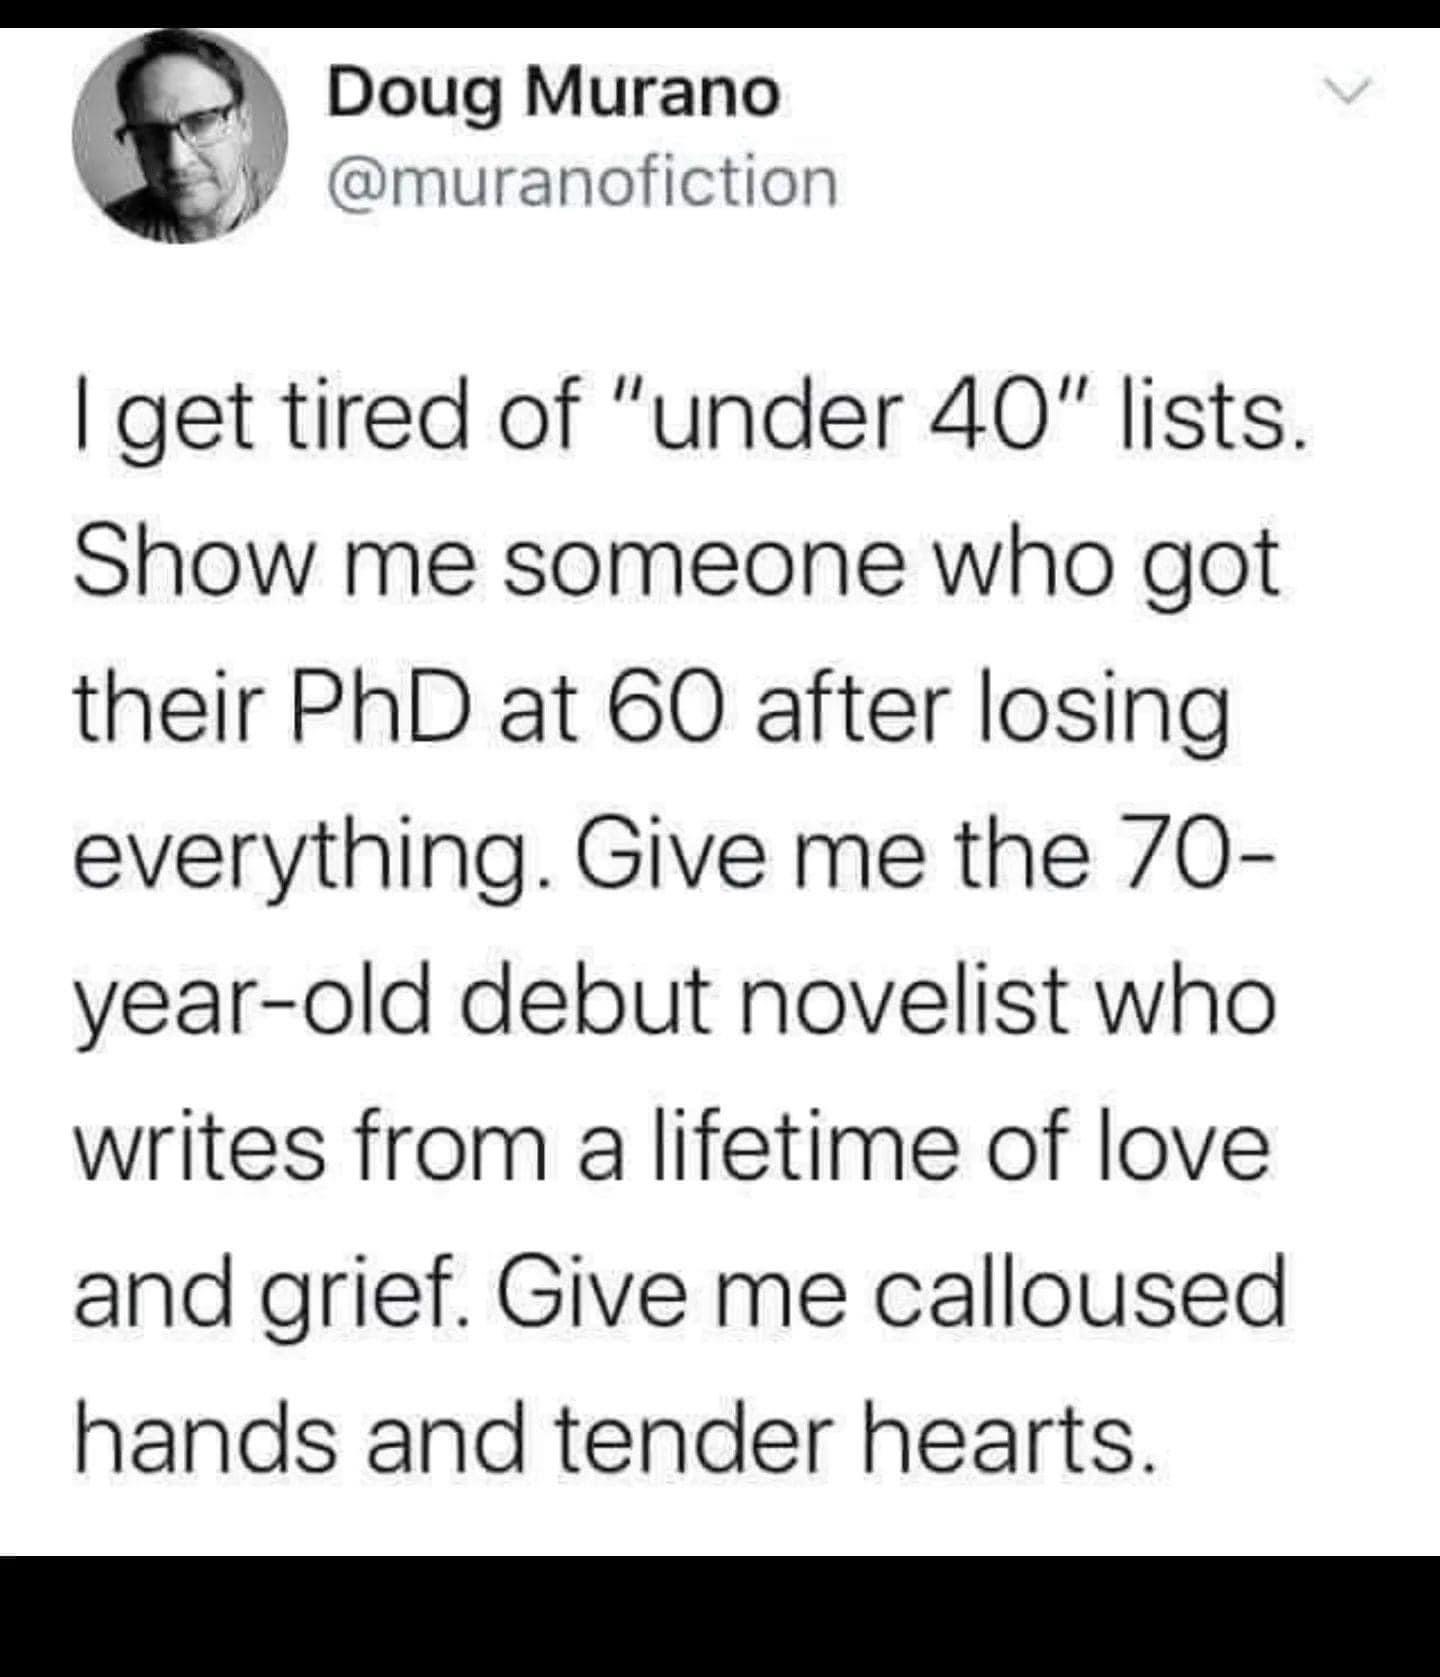 Doug Murano
@muranofiction
I get tired of "under 40" lists.
Show me someone who got
their PhD at 60 after losing
everything. Give me the 70-
year-old debut novelist who
writes from a lifetime of love
and grief. Give me calloused
hands and tender hearts.